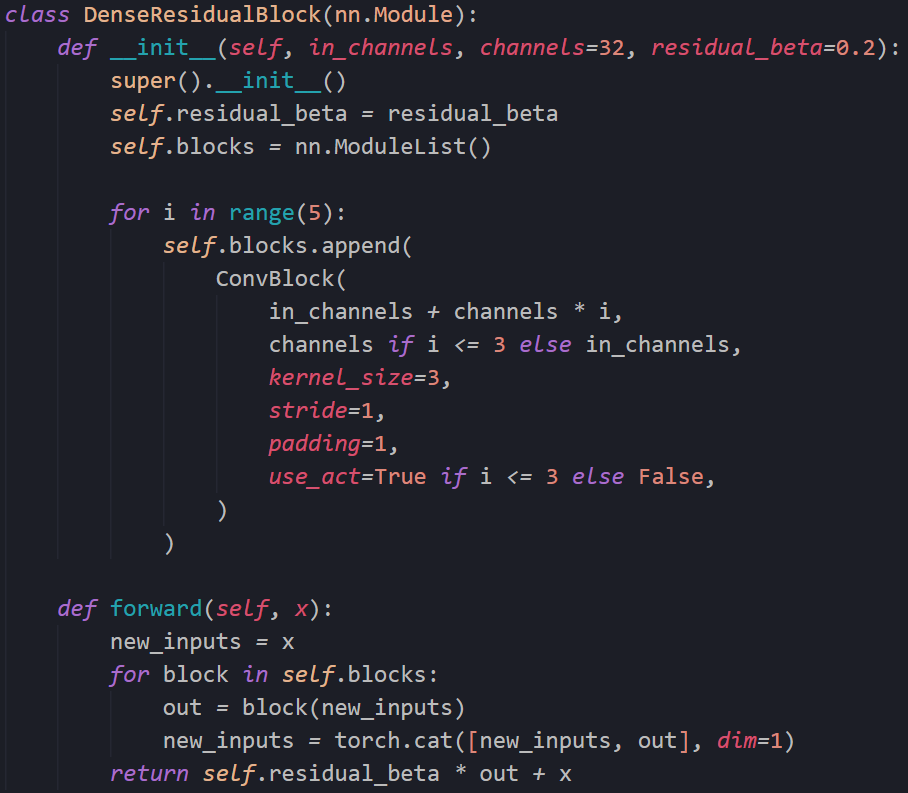 class DenseResidualBlock(nn.Module):
    def __init__(self, in_channels, channels=32, residual_beta=0.2):
        super().__init__()
        self.residual_beta = residual_beta
        self.blocks = nn.ModuleList()

        for i in range(5):
            self.blocks.append(
                ConvBlock(
                    in_channels + channels * i,
                    channels if i <= 3 else in_channels,
                    kernel_size=3,
                    stride=1,
                    padding=1,
                    use_act=True if i <= 3 else False,
                )
            )

    def forward(self, x):
        new_inputs = x
        for block in self.blocks:
            out = block(new_inputs)
            new_inputs = torch.cat([new_inputs, out], dim=1)
        return self.residual_beta * out + x